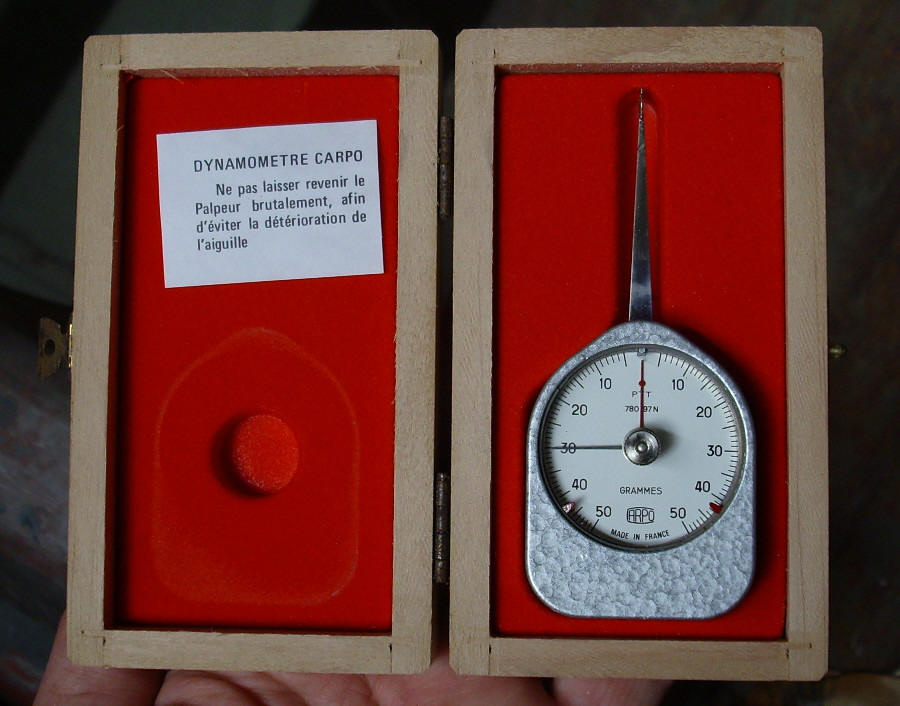 DYNAMOMETRE CARPO
Ne pas laisser revenir le
Palpeur brutalement, afin
d'éviter la détérioration de
l'aiguille
10 10
PTT
20 20
780 97N
30 30
40 40
GRAMMES
50 CARPO 50
MADE IN FRANCE